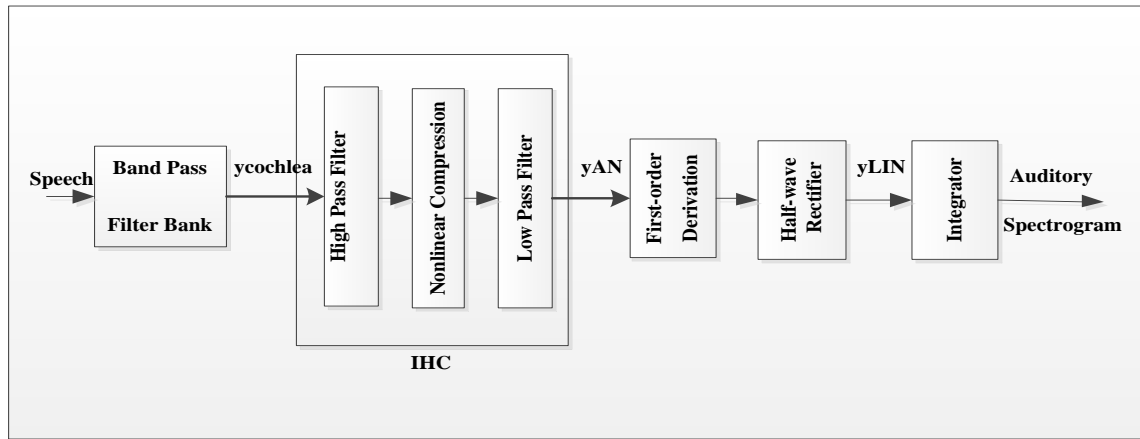 Speech
Band Pass
Filter Bank
ycochlea
High Pass Filter
Nonlinear Compression
Low Pass Filter
IHC
yAN
First-order
Derivation
Half-wave
Rectifier
yLIN
Integrator
Auditory
Spectrogram